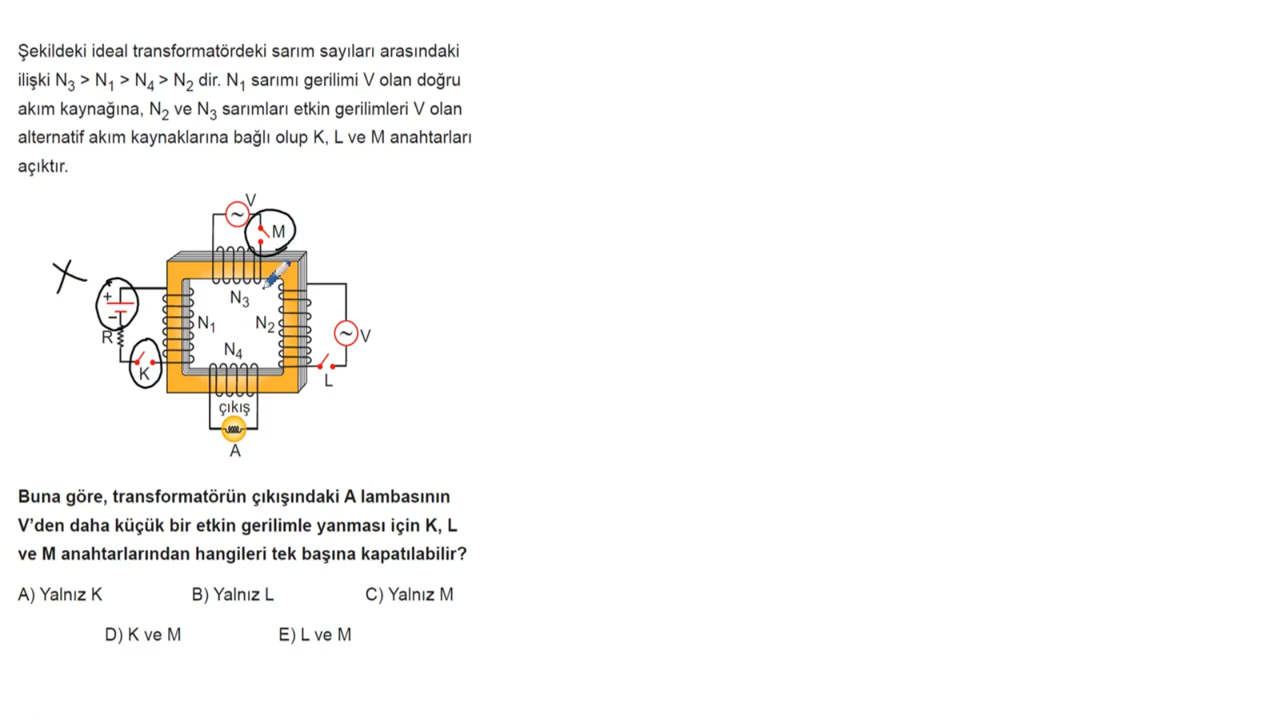 Şekildeki ideal transformatördeki sarım sayıları arasındaki
ilişki N₃ > N₁ > N₄ > N₂ dir. N₁ sarımı gerilimi V olan doğru
akım kaynağına, N₂ ve N₃ sarımları etkin gerilimleri V olan
alternatif akım kaynaklarına bağlı olup K, L ve M anahtarları
açıktır.
V
M
X
+
N₃
−
R
N₁
N₂
V
N₄
K
L
çıkış
A
Buna göre, transformatörün çıkışındaki A lambasının
V'den daha küçük bir etkin gerilimle yanması için K, L
ve M anahtarlarından hangileri tek başına kapatılabilir?
A) Yalnız K B) Yalnız L C) Yalnız M
D) K ve M E) L ve M